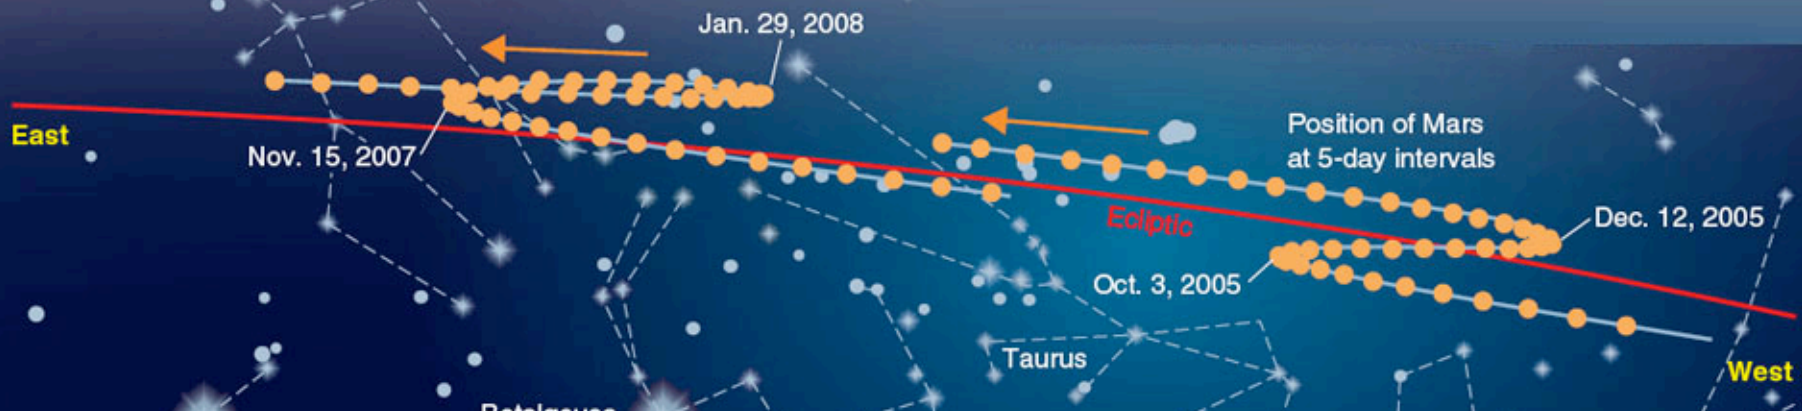 Jan. 29, 2008
East
Nov. 15, 2007
Position of Mars
at 5-day intervals
Ecliptic
Dec. 12, 2005
Oct. 3, 2005
Taurus
West
Betelgeuse